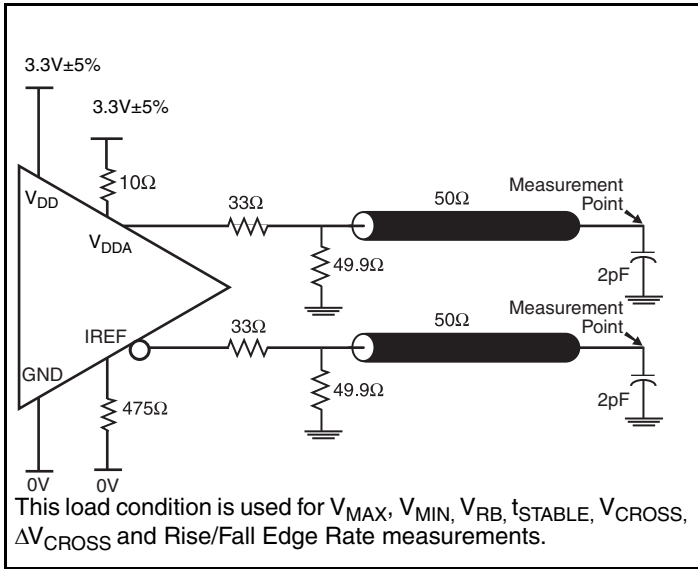 3.3V±5%
3.3V±5%
10Ω
VDD
VDDA
33Ω
50Ω
Measurement
Point
49.9Ω
2pF
IREF
33Ω
50Ω
Measurement
Point
GND
475Ω
49.9Ω
2pF
0V
0V
This load condition is used for VMAX, VMIN, VRB, tSTABLE, VCROSS,
ΔVCROSS and Rise/Fall Edge Rate measurements.